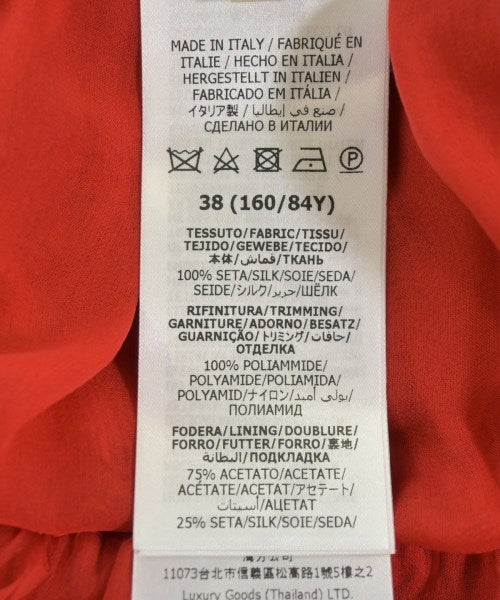 MADE IN ITALY / FABRIQUÉ EN
ITALIE / HECHO EN ITALIA /
HERGESTELLT IN ITALIEN /
FABRICADO EM ITÁLIA /
イタリア製 / صنع في إيطاليا /
СДЕЛАНО В ИТАЛИИ
P
38 (160/84Y)
TESSUTO/FABRIC/TISSU/
TEJIDO/GEWEBE/TECIDO/
本体/قماش/ТКАНЬ
100% SETA/SILK/SOIE/SEDA/
SEIDE/シルク/حرير/ШЁЛК
RIFINITURA/TRIMMING/
GARNITURE/ADORNO/BESATZ/
GUARNIÇÃO/トリミング/حافات/
ОТДЕЛКА
100% POLIAMMIDE/
POLYAMIDE/POLIAMIDA/
POLYAMID/ナイロン/بولي أميد/
ПОЛИАМИД
FODERA/LINING/DOUBLURE/
FORRO/FUTTER/FORRO/裏地/
البطانة/ПОДКЛАДКА
75% ACETATO/ACETATE/
ACÉTATE/ACETAT/アセテート/
أسيتات/АЦЕТАТ
25% SETA/SILK/SOIE/SEDA/
11073台北市信義區松高路1號5樓之2
Luxury Goods (Thailand) LTD.